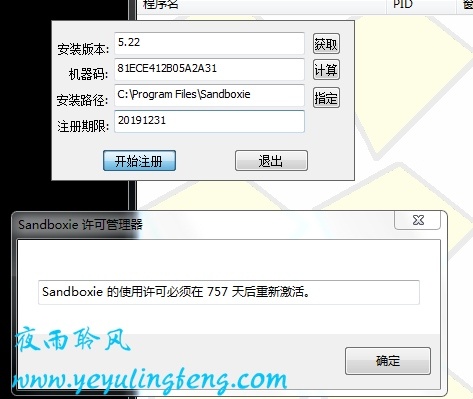 程序名 PID
安装版本: 5.22 获取
机器码: 81ECE412B05A2A31 计算
安装路径: C:\Program Files\Sandboxie 指定
注册期限: 20191231
开始注册 退出
Sandboxie 许可管理器
Sandboxie 的使用许可必须在 757 天后重新激活。
夜雨聆风
确定
www.yeyulingfeng.com